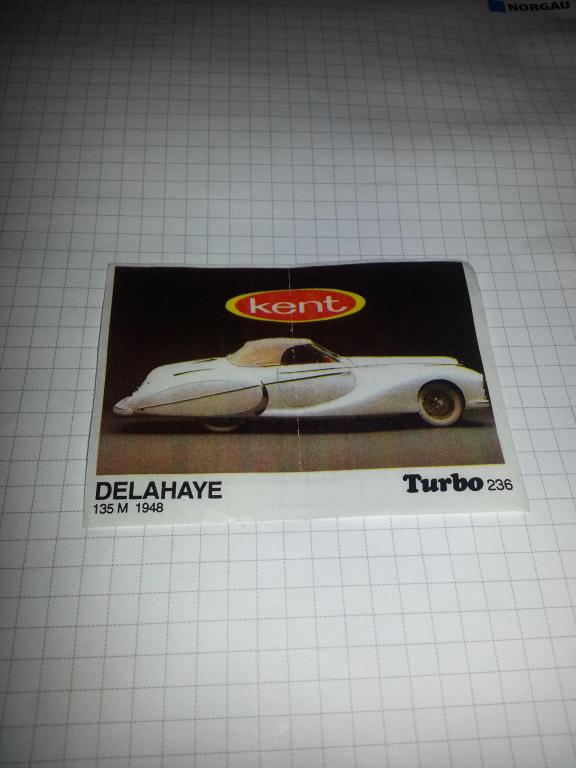 NORGAU
kent
DELAHAYE
135 M 1948
Turbo 236